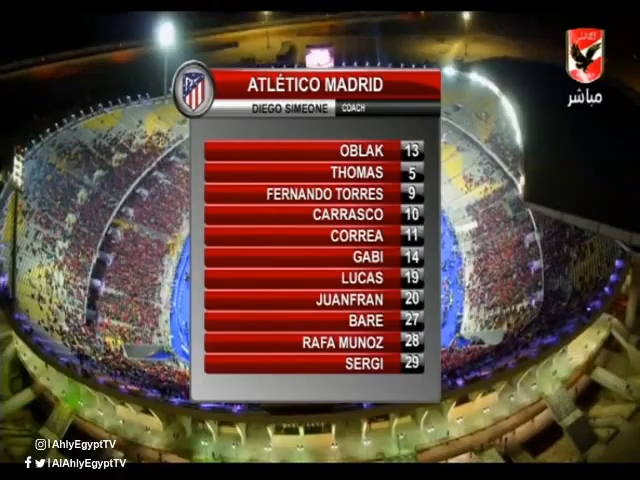 ATLÉTICO MADRID
DIEGO SIMEONE COACH
OBLAK 13
THOMAS 5
FERNANDO TORRES 9
CARRASCO 10
CORREA 11
GABI 14
LUCAS 19
JUANFRAN 20
BARE 27
RAFA MUNOZ 28
SERGI 29
مباشر
|AhlyEgyptTV
|AlAhlyEgyptTV